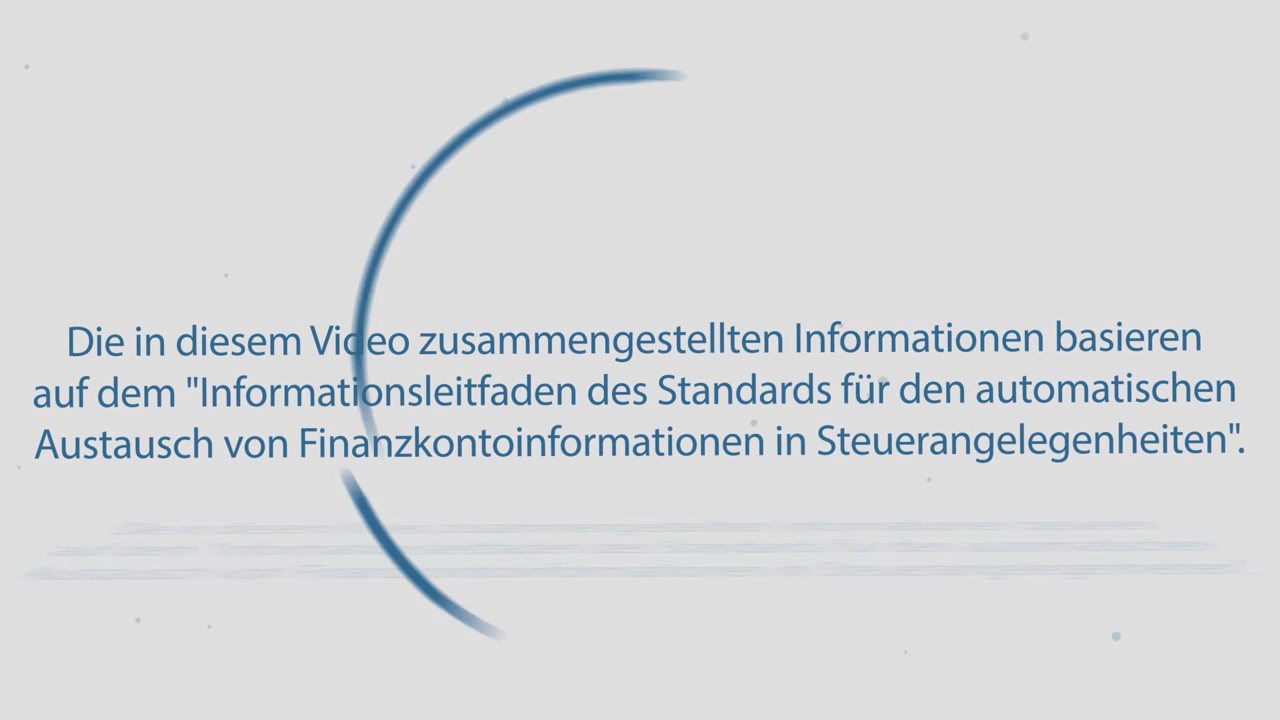 Die in diesem Video zusammengestellten Informationen basieren
auf dem "Informationsleitfaden des Standards für den automatischen
Austausch von Finanzkontoinformationen in Steuerangelegenheiten".